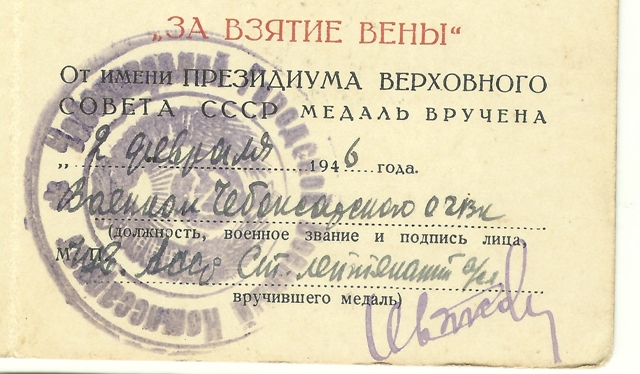 „ЗА ВЗЯТИЕ ВЕНЫ“
От имени ПРЕЗИДИУМА ВЕРХОВНОГО
СОВЕТА СССР МЕДАЛЬ ВРУЧЕНА
„2 февраля 1946 года.
Военком Чебоксарского
(должность, военное звание и подпись лица,
М. П. Ст. лейтенант
вручившего медаль)